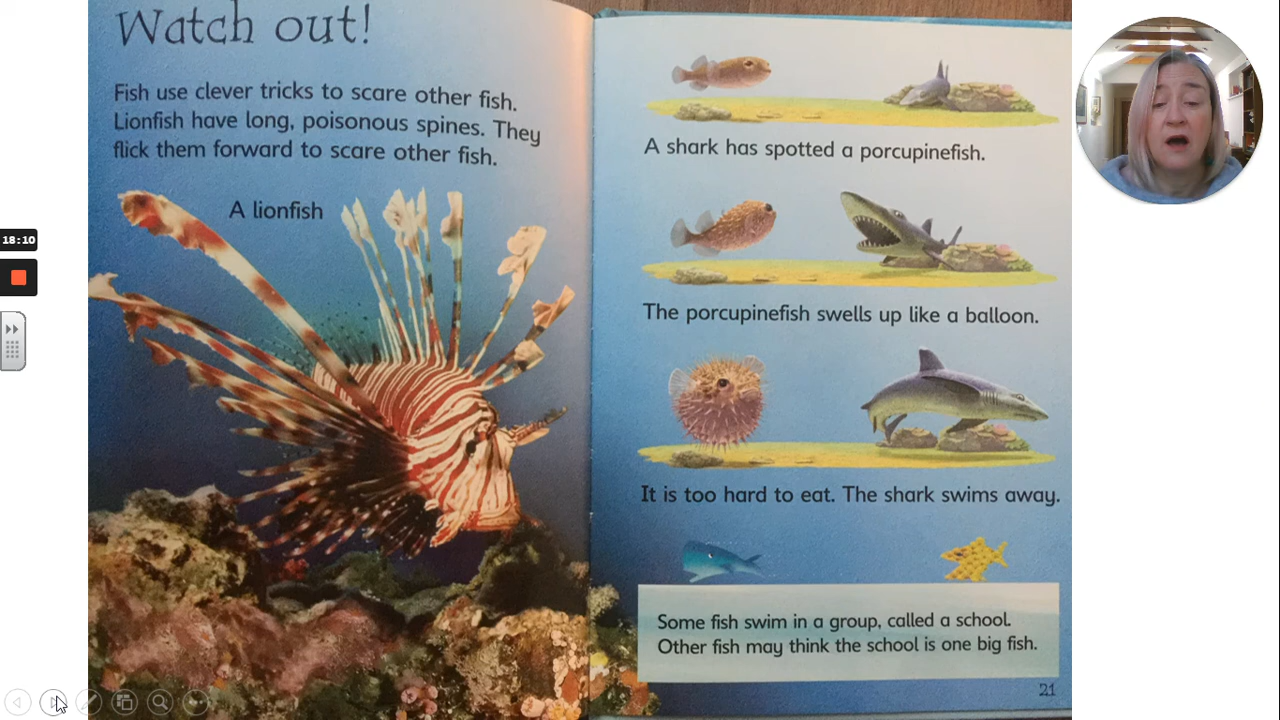 Watch out!
Fish use clever tricks to scare other fish.
Lionfish have long, poisonous spines. They
flick them forward to scare other fish.
A lionfish
A shark has spotted a porcupinefish.
The porcupinefish swells up like a balloon.
It is too hard to eat. The shark swims away.
Some fish swim in a group, called a school.
Other fish may think the school is one big fish.
21
18:10